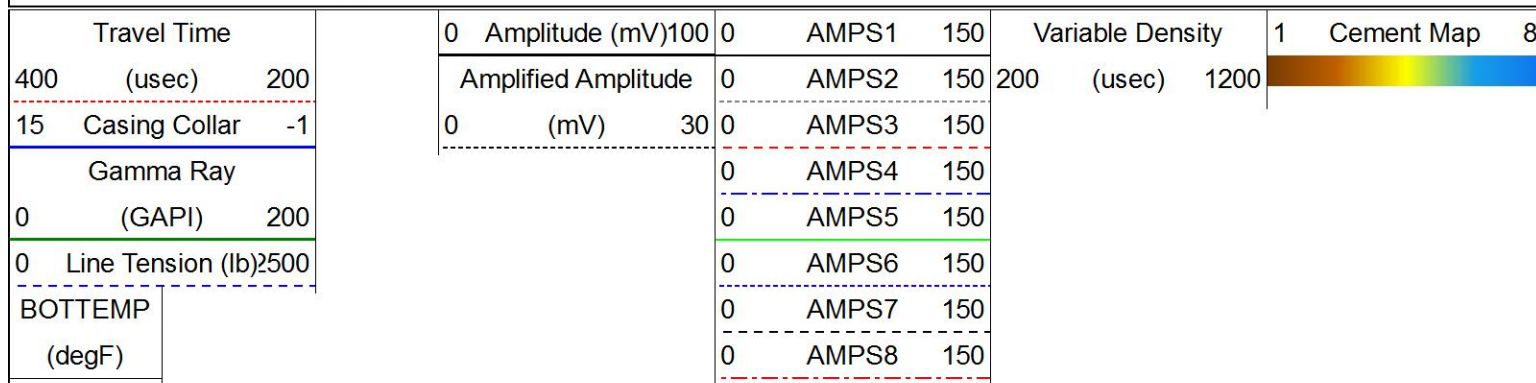 Travel Time
400 (usec) 200
15 Casing Collar -1
Gamma Ray
0 (GAPI) 200
0 Line Tension (lb) 2500
BOTTEMP
(degF)
0 Amplitude (mV) 100
Amplified Amplitude
0 (mV) 30
0 AMPS1 150
0 AMPS2 150
0 AMPS3 150
0 AMPS4 150
0 AMPS5 150
0 AMPS6 150
0 AMPS7 150
0 AMPS8 150
Variable Density
200 (usec) 1200
1 Cement Map 8